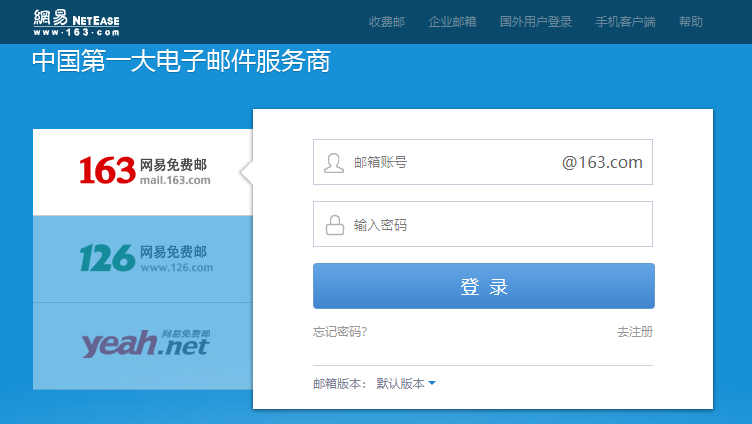 網易 NETEASE
www.163.com
收费邮 企业邮箱 国外用户登录 手机客户端 帮助
中国第一大电子邮件服务商
163 网易免费邮
mail.163.com
126 网易免费邮
www.126.com
yeah.net 网易免费邮
邮箱账号 @163.com
输入密码
登 录
忘记密码? 去注册
邮箱版本: 默认版本